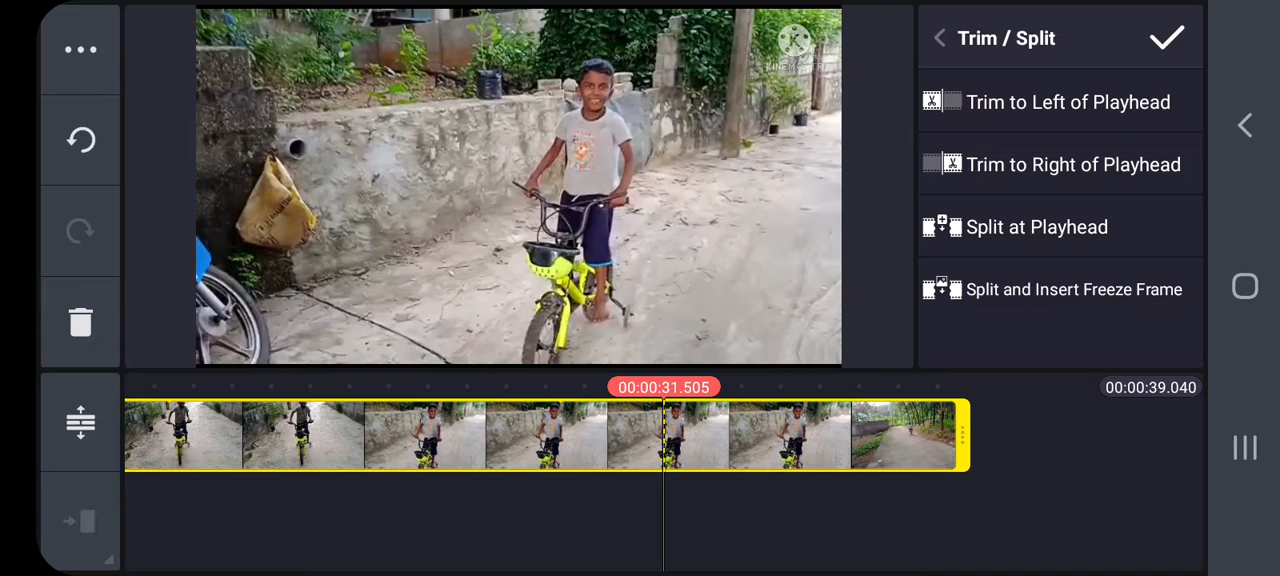 KINEMASTER
Trim / Split
Trim to Left of Playhead
Trim to Right of Playhead
Split at Playhead
Split and Insert Freeze Frame
00:00:31.505
00:00:39.040